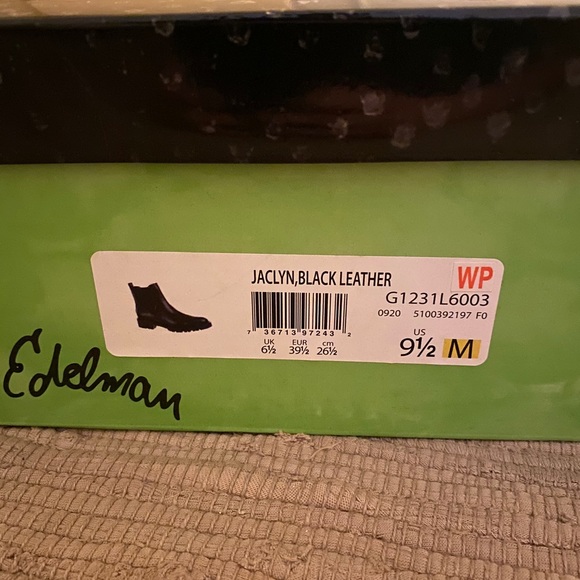 JACLYN,BLACK LEATHER
WP
G1231L6003
0920 5100392197 F0
7 36713 97243 2
UK EUR cm
6½ 39½ 26½
US
9½ M
Edelman